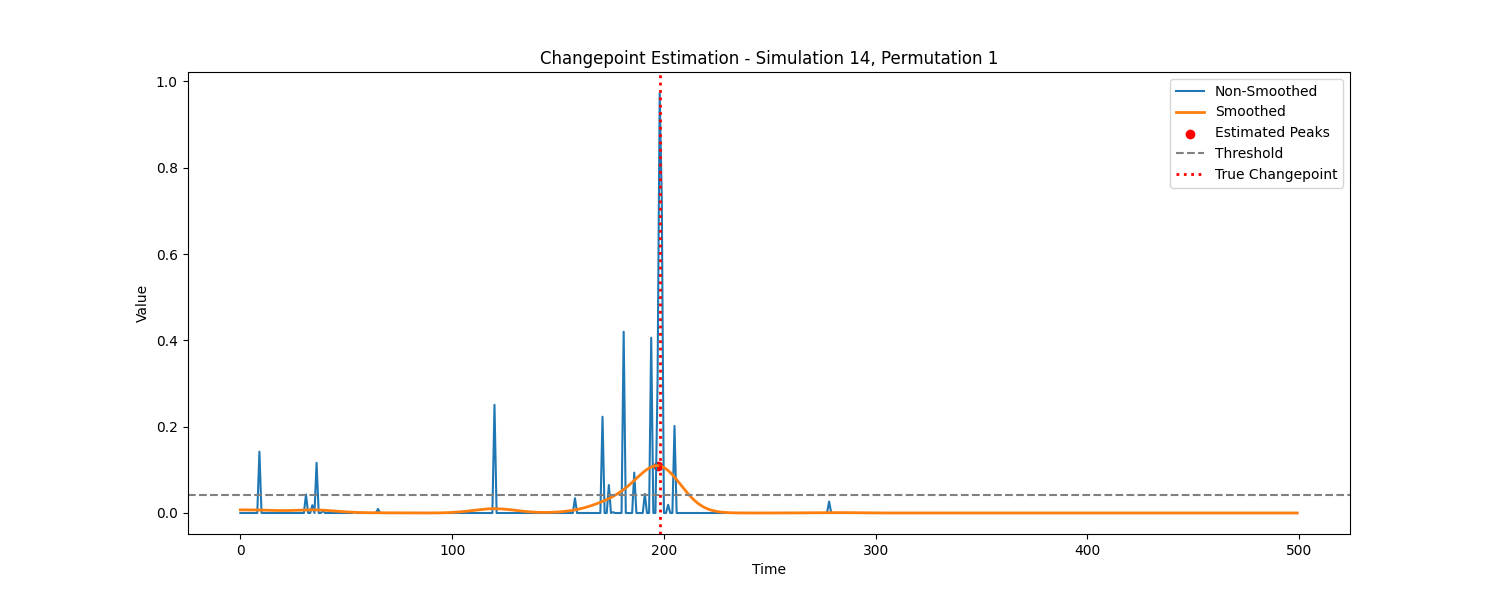 Changepoint Estimation - Simulation 14, Permutation 1
1.0
0.8
0.6
0.4
0.2
0.0
Value
0 100 200 300 400 500
Time
Non-Smoothed
Smoothed
Estimated Peaks
Threshold
True Changepoint